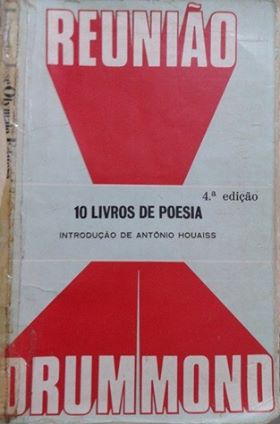 REUNIÃO
4.ª edição
10 LIVROS DE POESIA
INTRODUÇÃO DE ANTÔNIO HOUAISS
DRUMMOND